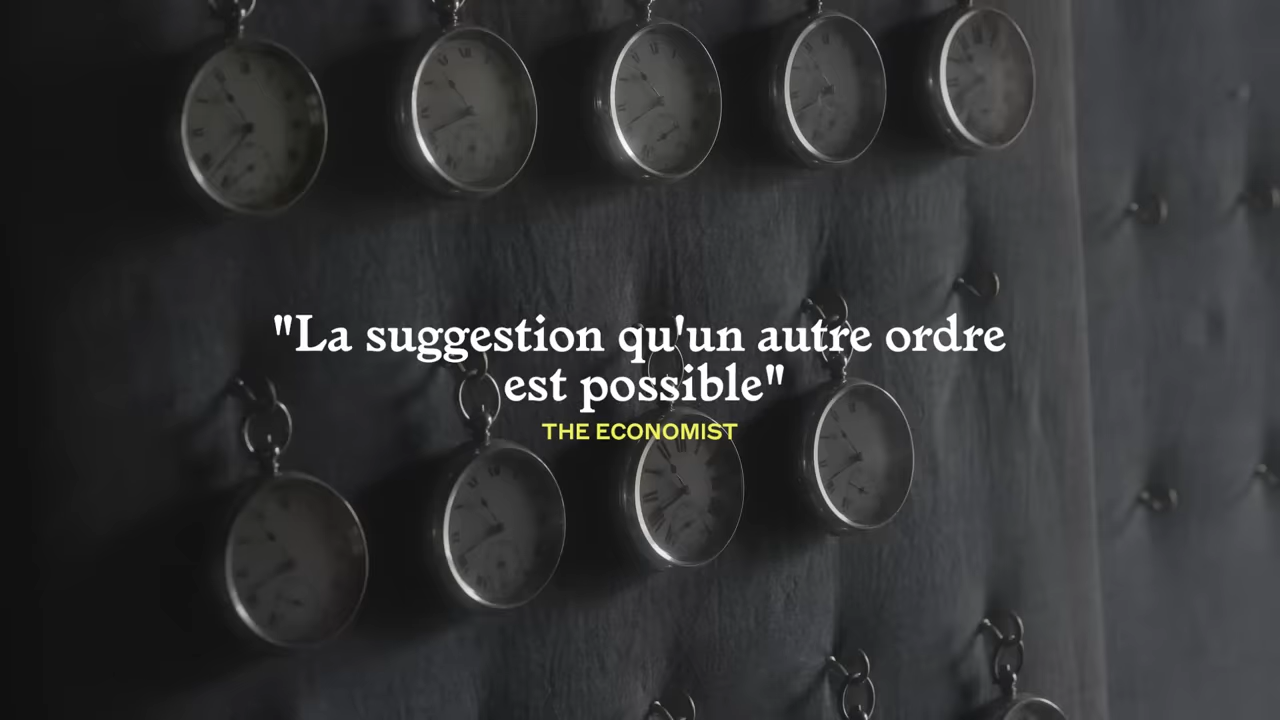 "La suggestion qu'un autre ordre
est possible"
THE ECONOMIST